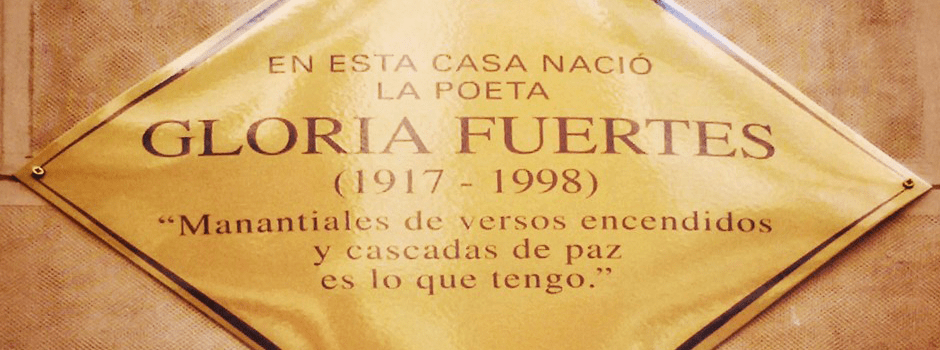 EN ESTA CASA NACIÓ
LA POETA
GLORIA FUERTES
(1917 - 1998)
“Manantiales de versos encendidos
y cascadas de paz
es lo que tengo.”